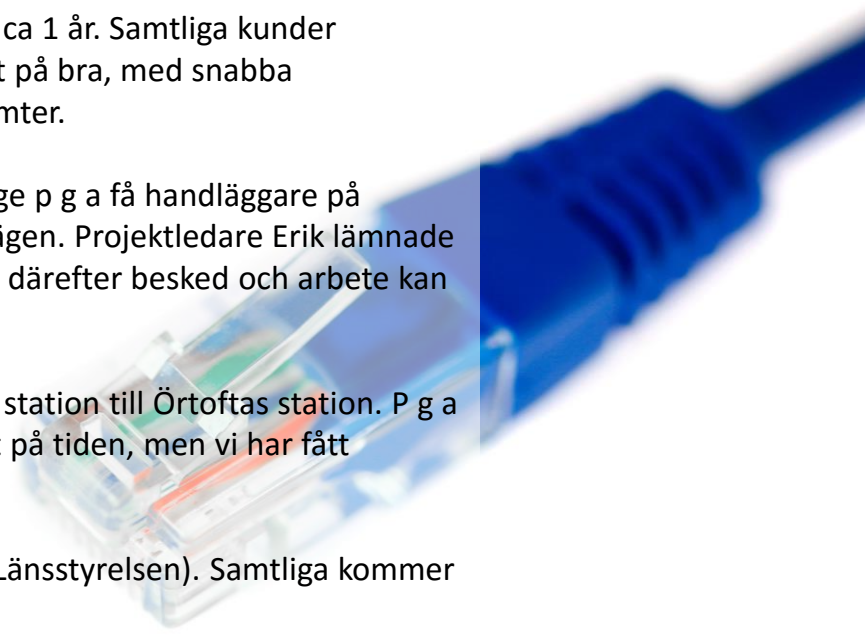 ca 1 år. Samtliga kunder
t på bra, med snabba
mter.
ge p g a få handläggare på
ägen. Projektledare Erik lämnade
därefter besked och arbete kan
station till Örtoftas station. P g a
t på tiden, men vi har fått
Länsstyrelsen). Samtliga kommer